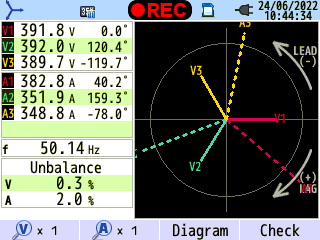 REC 24/06/2022
10:44:34
V1 391.8 V 0.0°
V2 392.0 V 120.4°
V3 389.7 V -119.7°
A1 382.8 A 40.2°
A2 351.9 A 159.3°
A3 348.8 A -78.0°
f 50.14 Hz
Unbalance
V 0.3 %
A 2.0 %
A3
LEAD
(-)
V3
V1
V2
(+)
LAG
V × 1 A × 1 Diagram Check